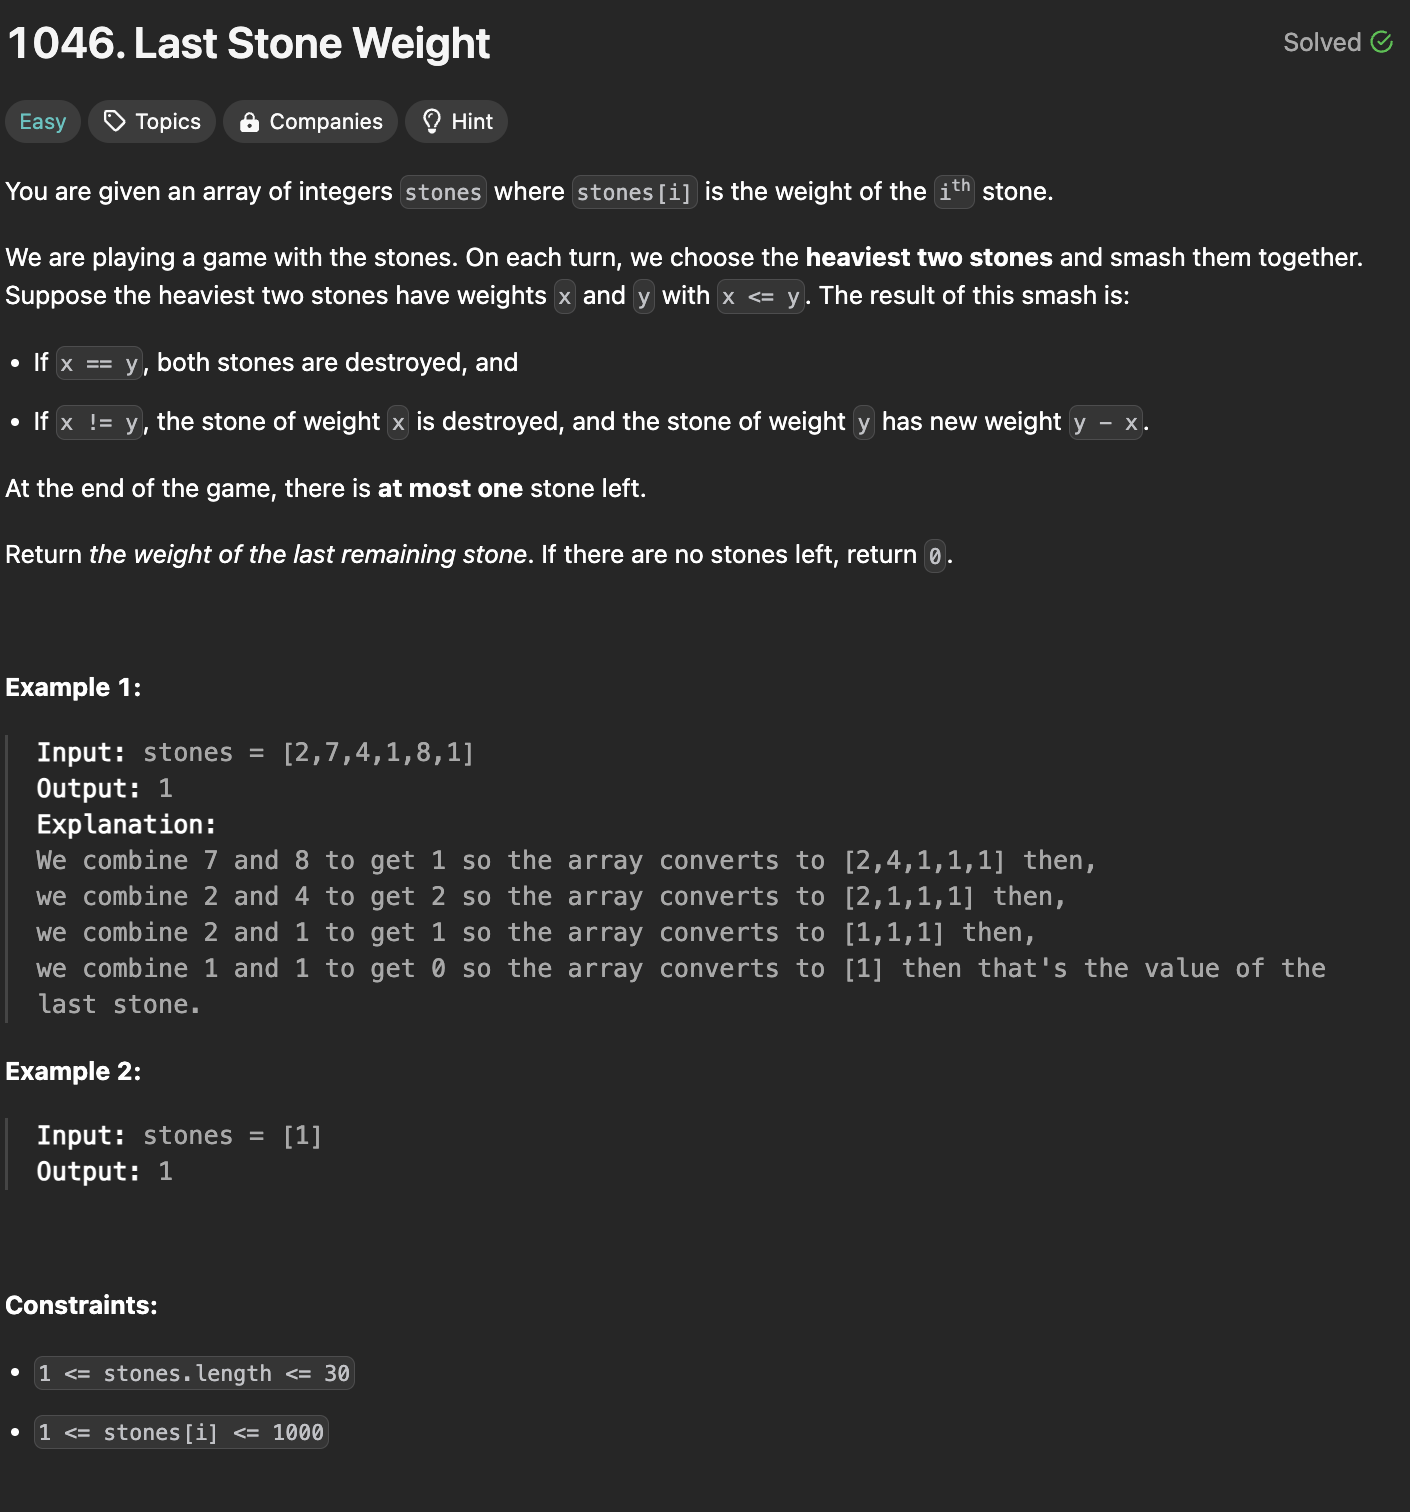 1046. Last Stone Weight
Solved
Easy
Topics
Companies
Hint
You are given an array of integers stones where stones[i] is the weight of the ith stone.
We are playing a game with the stones. On each turn, we choose the heaviest two stones and smash them together.
Suppose the heaviest two stones have weights x and y with x <= y. The result of this smash is:
• If x == y, both stones are destroyed, and
• If x != y, the stone of weight x is destroyed, and the stone of weight y has new weight y - x.
At the end of the game, there is at most one stone left.
Return the weight of the last remaining stone. If there are no stones left, return 0.
Example 1:
Input: stones = [2,7,4,1,8,1]
Output: 1
Explanation:
We combine 7 and 8 to get 1 so the array converts to [2,4,1,1,1] then,
we combine 2 and 4 to get 2 so the array converts to [2,1,1,1] then,
we combine 2 and 1 to get 1 so the array converts to [1,1,1] then,
we combine 1 and 1 to get 0 so the array converts to [1] then that's the value of the
last stone.
Example 2:
Input: stones = [1]
Output: 1
Constraints:
• 1 <= stones.length <= 30
• 1 <= stones[i] <= 1000